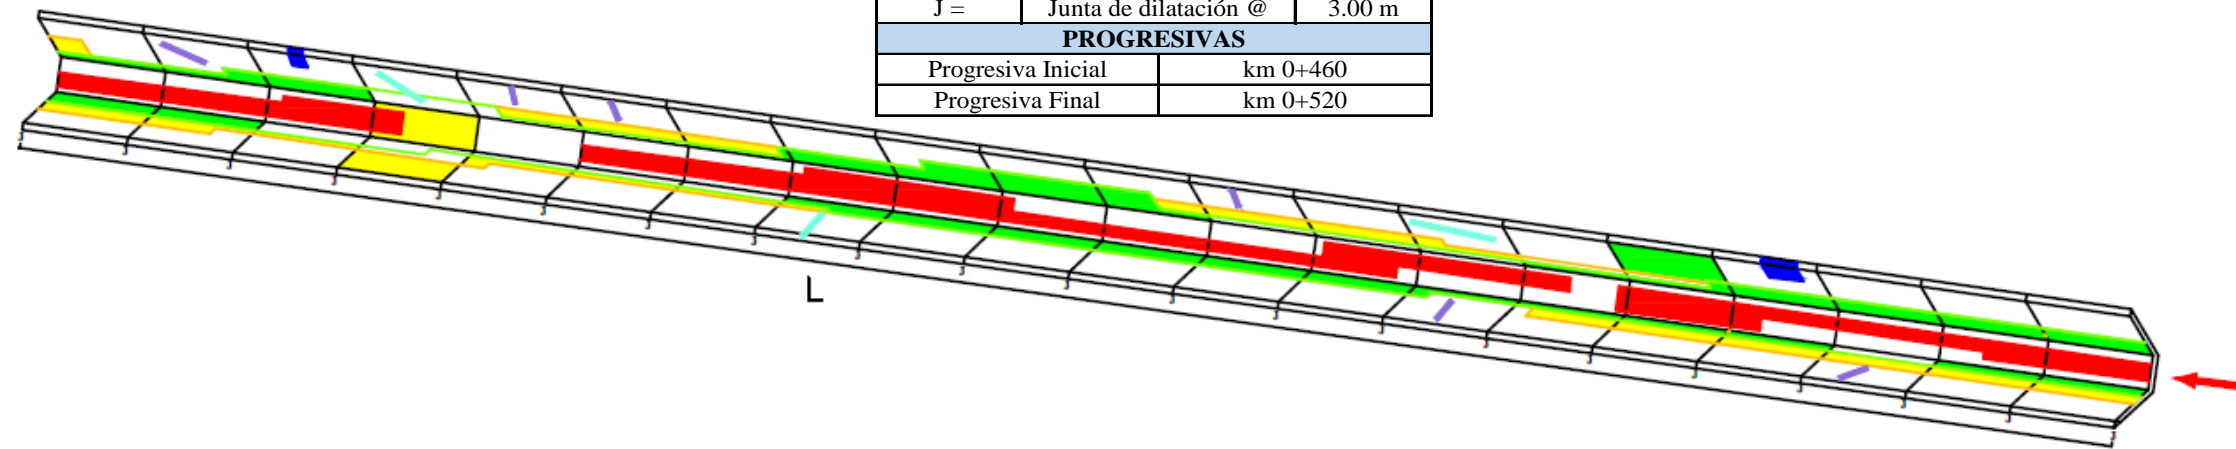 J = Junta de dilatación @ 3.00 m
PROGRESIVAS
Progresiva Inicial km 0+460
Progresiva Final km 0+520
L
J J J J J J J J J J J J J J J J J J J J J